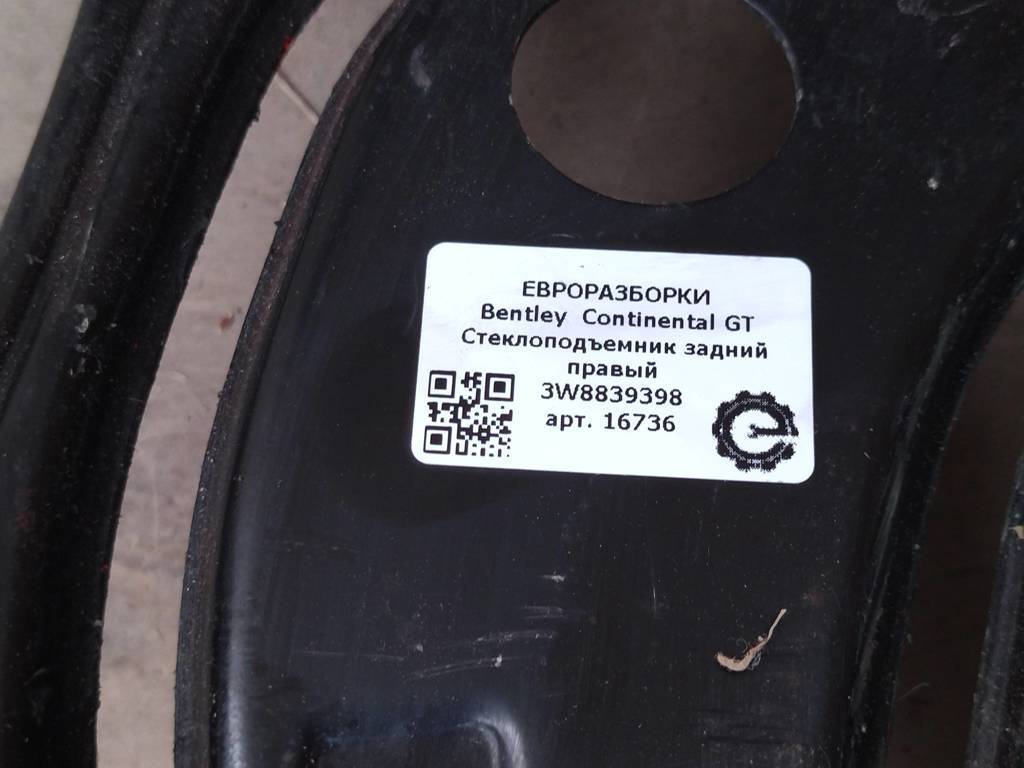 ЕВРОРАЗБОРКИ
Bentley Continental GT
Стеклоподъемник задний
правый
3W8839398
арт. 16736